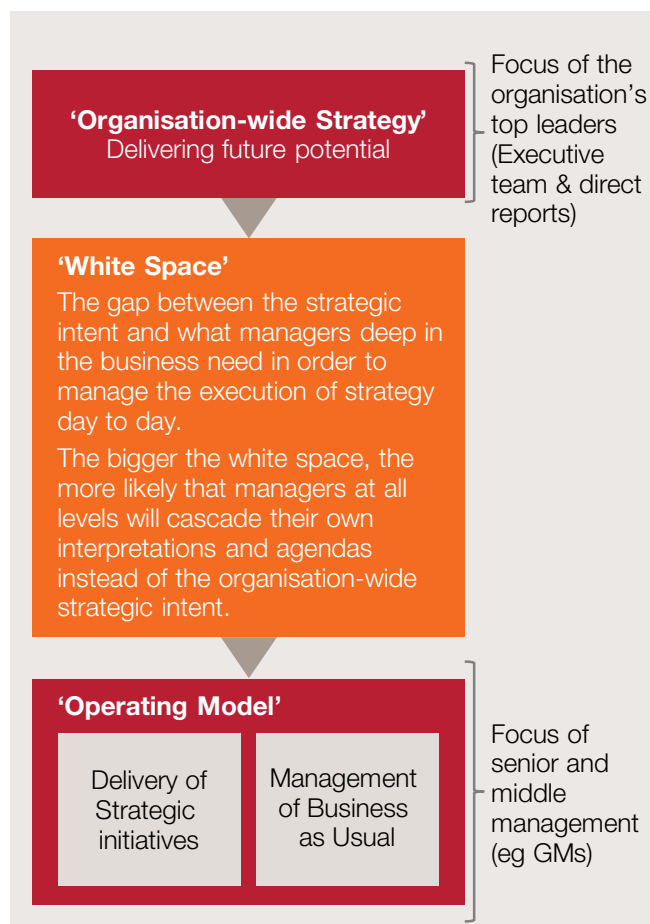 ‘Organisation-wide Strategy’
Delivering future potential
Focus of the
organisation’s
top leaders
(Executive
team & direct
reports)
‘White Space’
The gap between the strategic
intent and what managers deep in
the business need in order to
manage the execution of strategy
day to day.
The bigger the white space, the
more likely that managers at all
levels will cascade their own
interpretations and agendas
instead of the organisation-wide
strategic intent.
‘Operating Model’
Delivery of
Strategic
initiatives
Management
of Business
as Usual
Focus of
senior and
middle
management
(eg GMs)